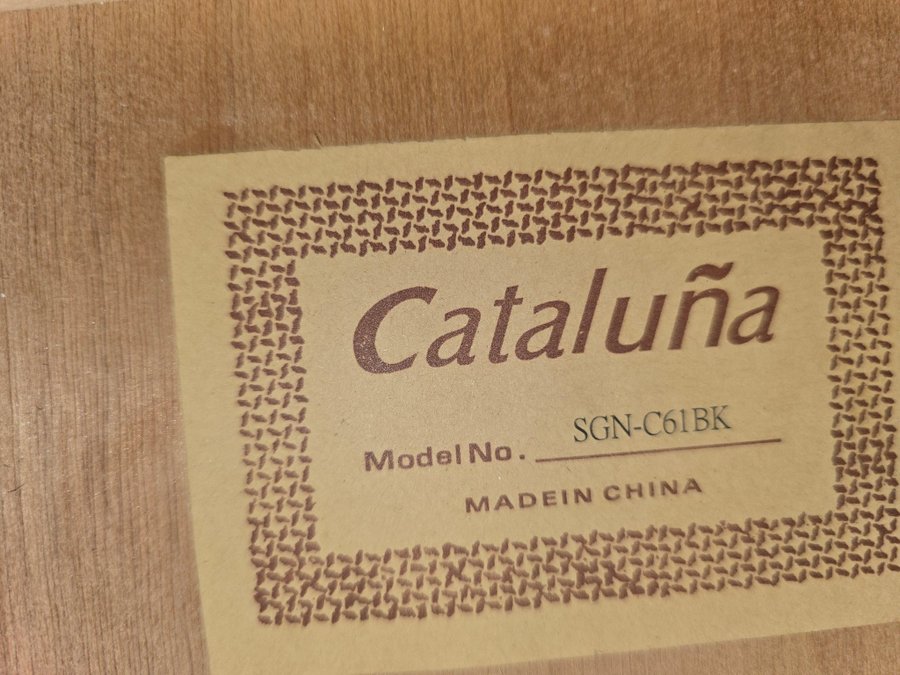 Cataluña
Model No. SGN-C61BK
MADEIN CHINA